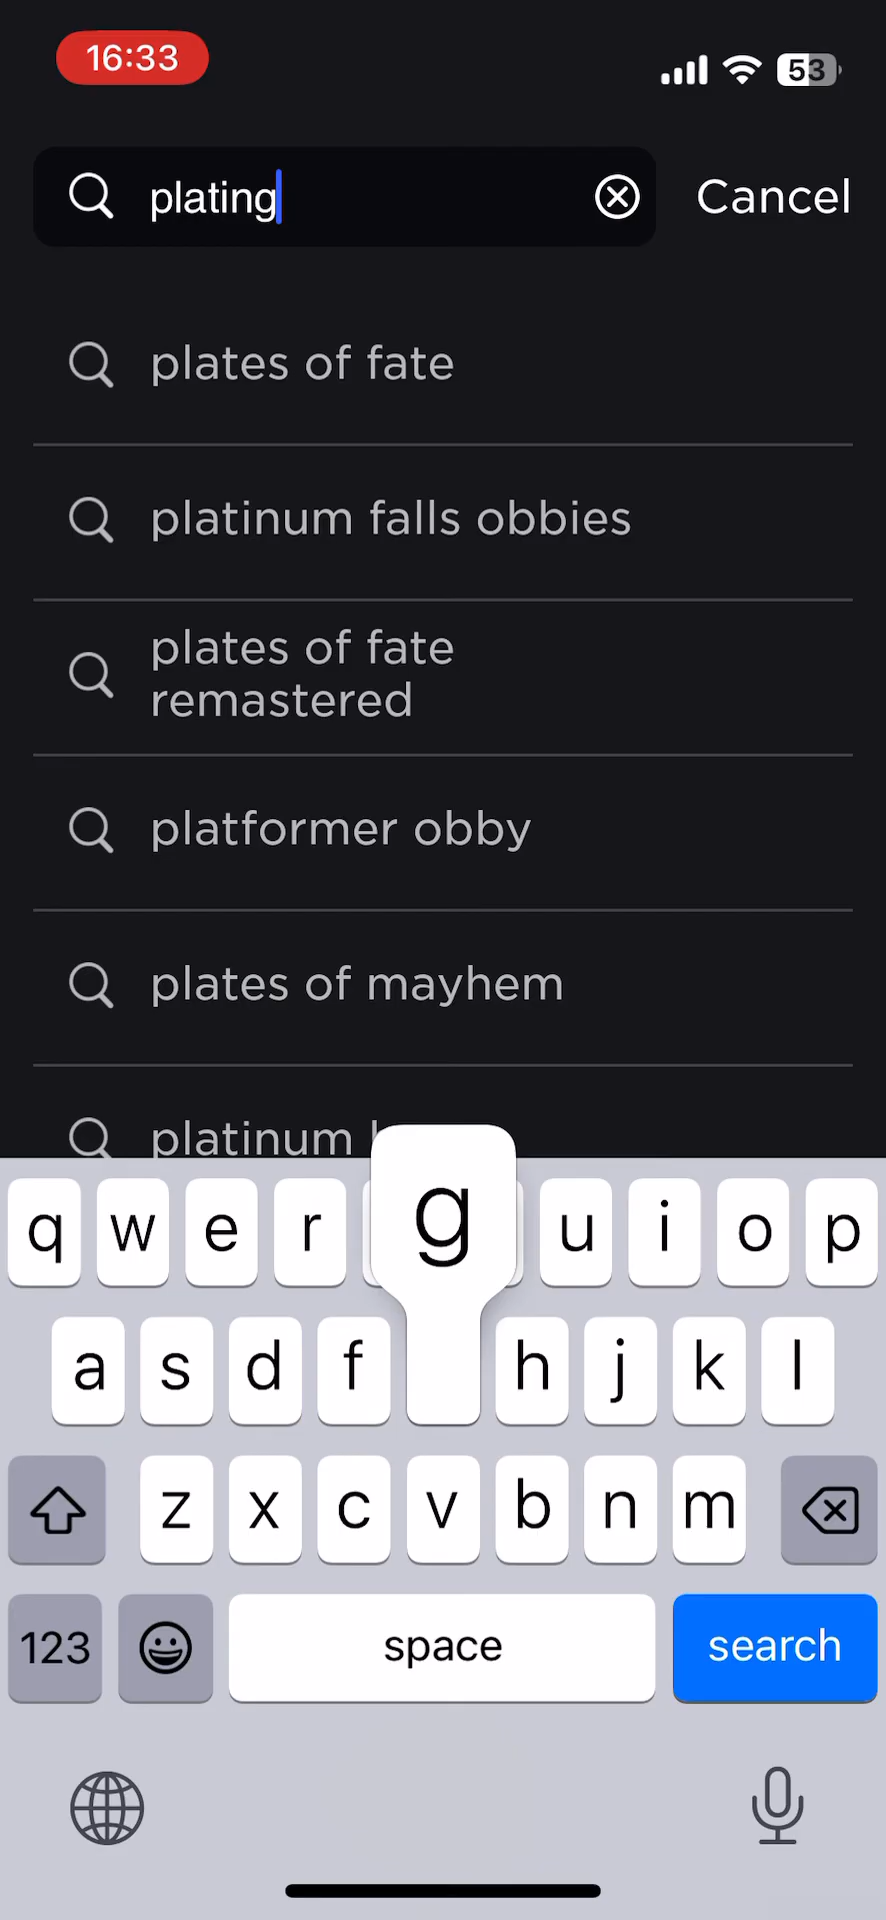 16:33
53
plating
Cancel
plates of fate
platinum falls obbies
plates of fate
remastered
platformer obby
plates of mayhem
platinum
g
q w e r u i o p
a s d f h j k l
z x c v b n m
123
space
search